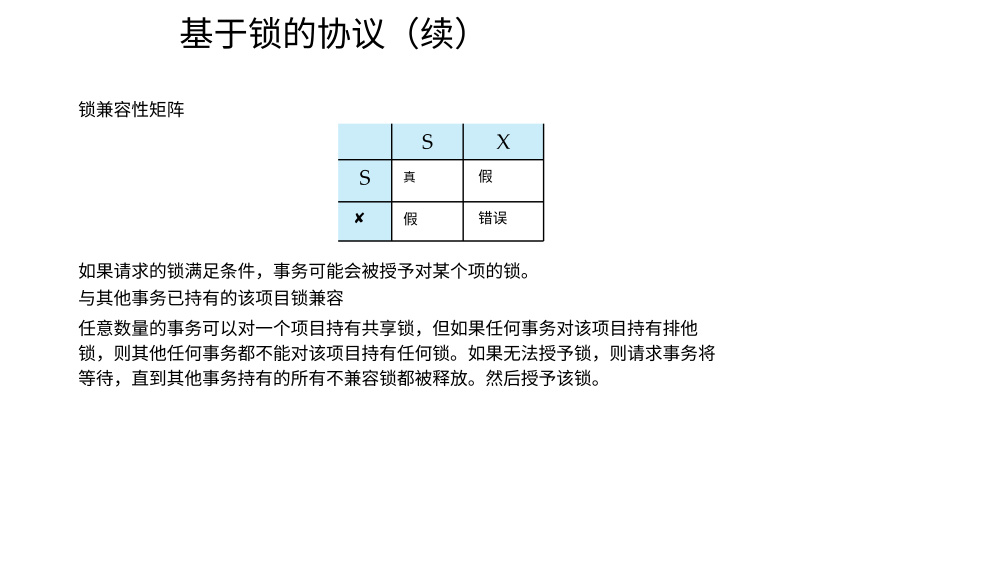 基于锁的协议（续）
锁兼容性矩阵
S X
S 真 假
✘ 假 错误
如果请求的锁满足条件，事务可能会被授予对某个项的锁。
与其他事务已持有的该项目锁兼容
任意数量的事务可以对一个项目持有共享锁，但如果任何事务对该项目持有排他
锁，则其他任何事务都不能对该项目持有任何锁。如果无法授予锁，则请求事务将
等待，直到其他事务持有的所有不兼容锁都被释放。然后授予该锁。